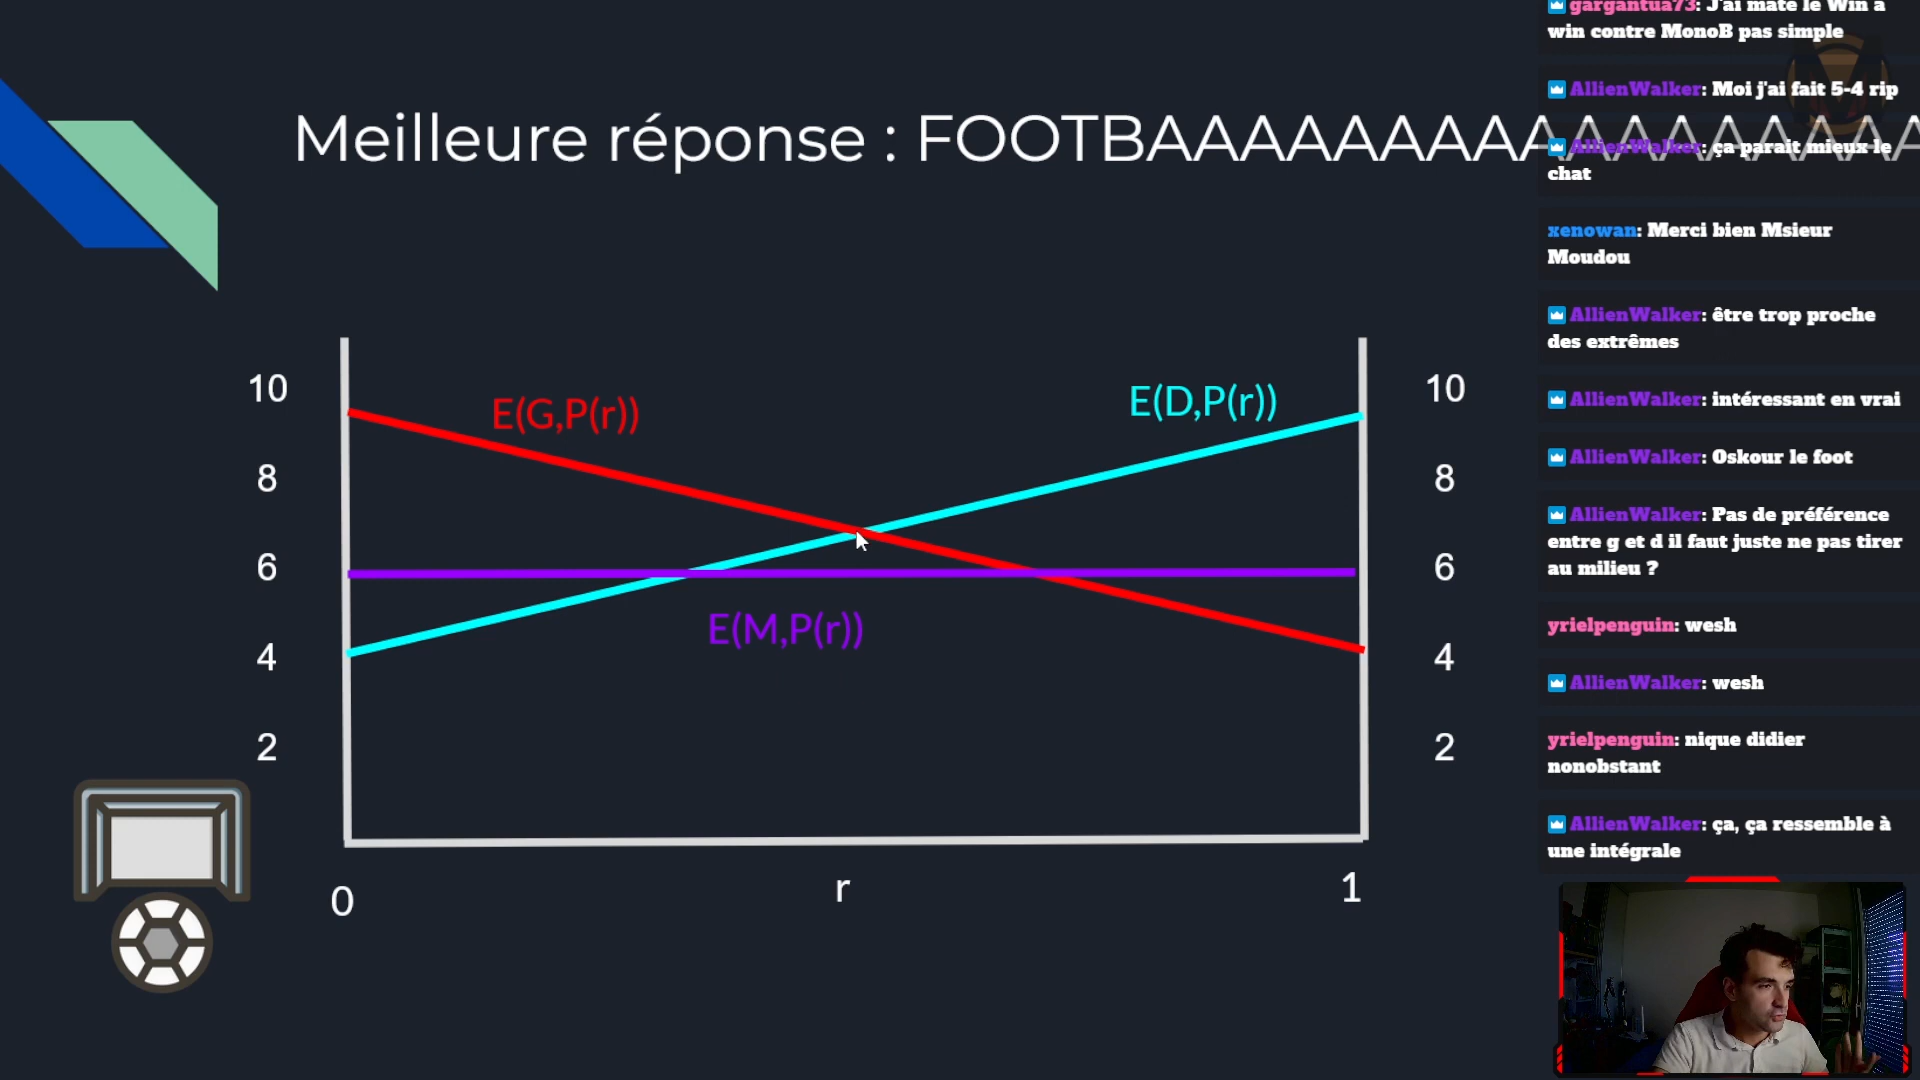 Meilleure réponse : FOOTBAAAAAAAAAAAAAAAAA
10
8
6
4
2
E(G,P(r))
E(D,P(r))
E(M,P(r))
10
8
6
4
2
0
r
1
gargantua73: J'ai maté le Win a
win contre MonoB pas simple
AllienWalker: Moi j'ai fait 5-4 rip
AllienWalker: ça parait mieux le
chat
xenowan: Merci bien Msieur
Moudou
AllienWalker: être trop proche
des extrêmes
AllienWalker: intéressant en vrai
AllienWalker: Oskour le foot
AllienWalker: Pas de préférence
entre g et d il faut juste ne pas tirer
au milieu ?
yrielpenguin: wesh
AllienWalker: wesh
yrielpenguin: nique didier
nonobstant
AllienWalker: ça, ça ressemble à
une intégrale